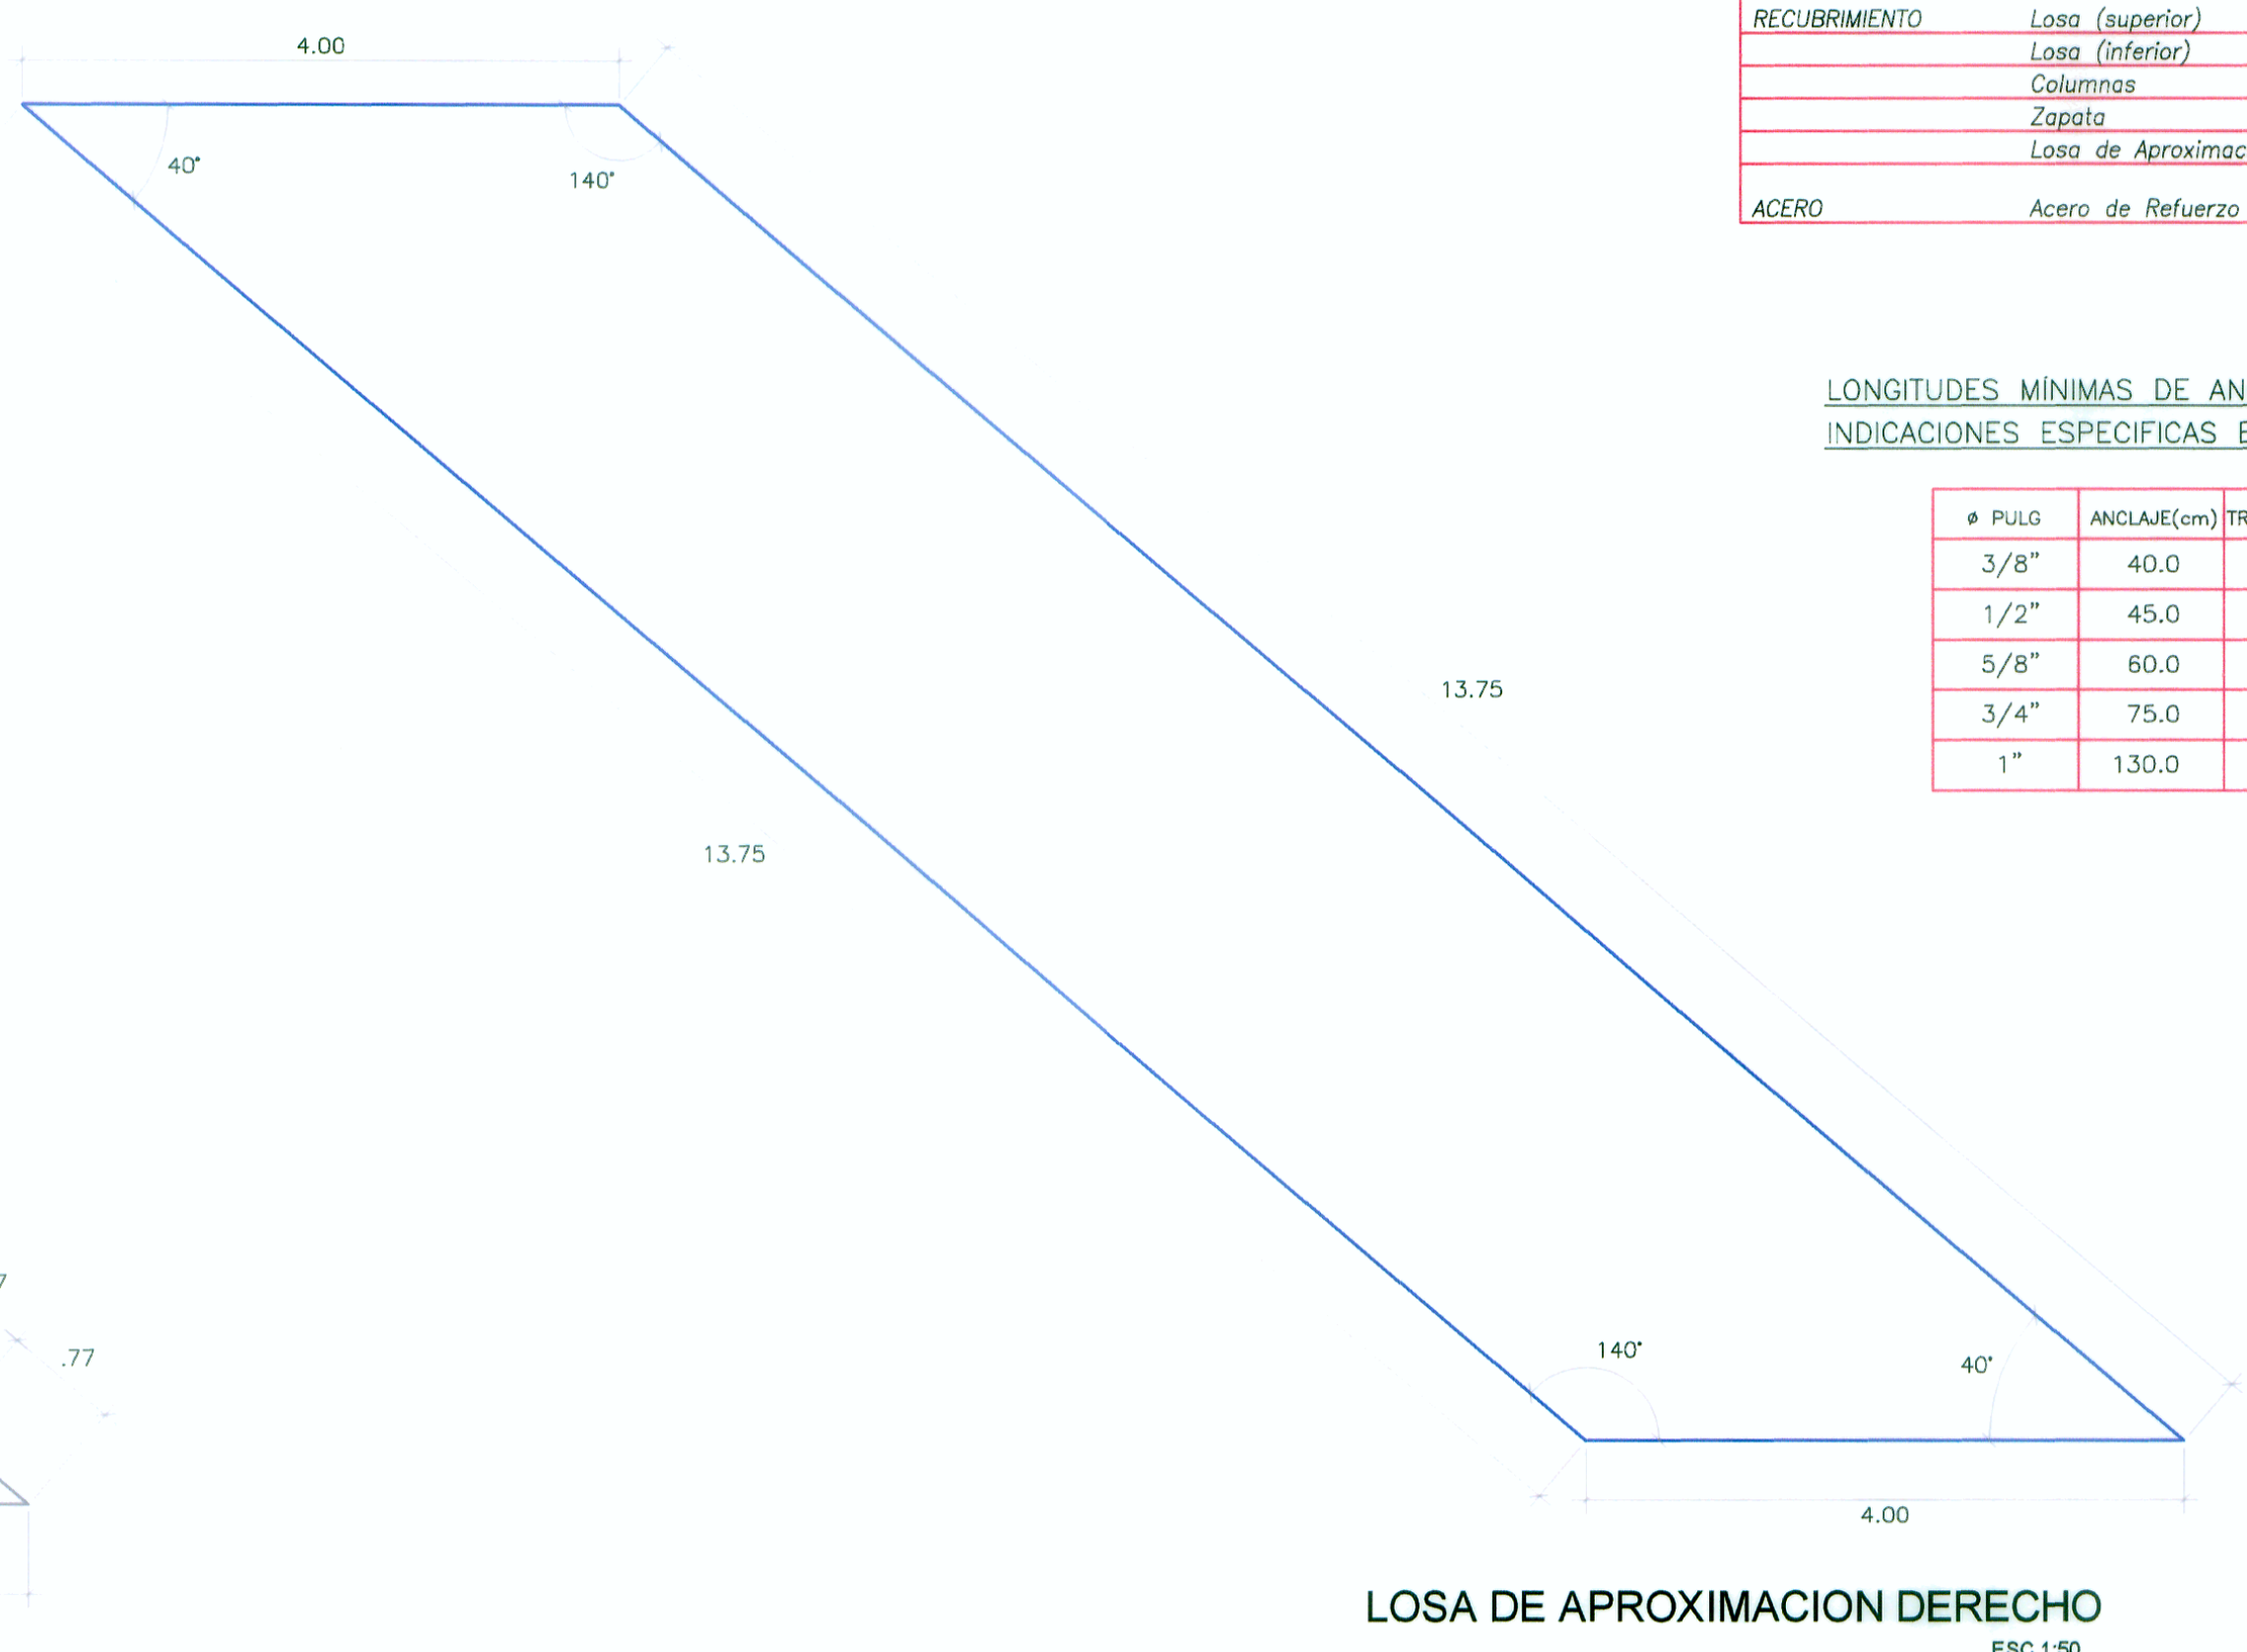 4.00
40°
140°
RECUBRIMIENTO Losa (superior)
Losa (inferior)
Columnas
Zapata
Losa de
ACERO Acero de Refuerzo
LONGITUDES MÍNIMAS DE
INDICACIONES ESPECIFICAS
ø PULG ANCLAJE(cm)
3/8" 40.0
1/2" 45.0
5/8" 60.0
3/4" 75.0
1" 130.0
13.75
13.75
.77
140°
40°
4.00
LOSA DE APROXIMACION DERECHO
ESC 1:50